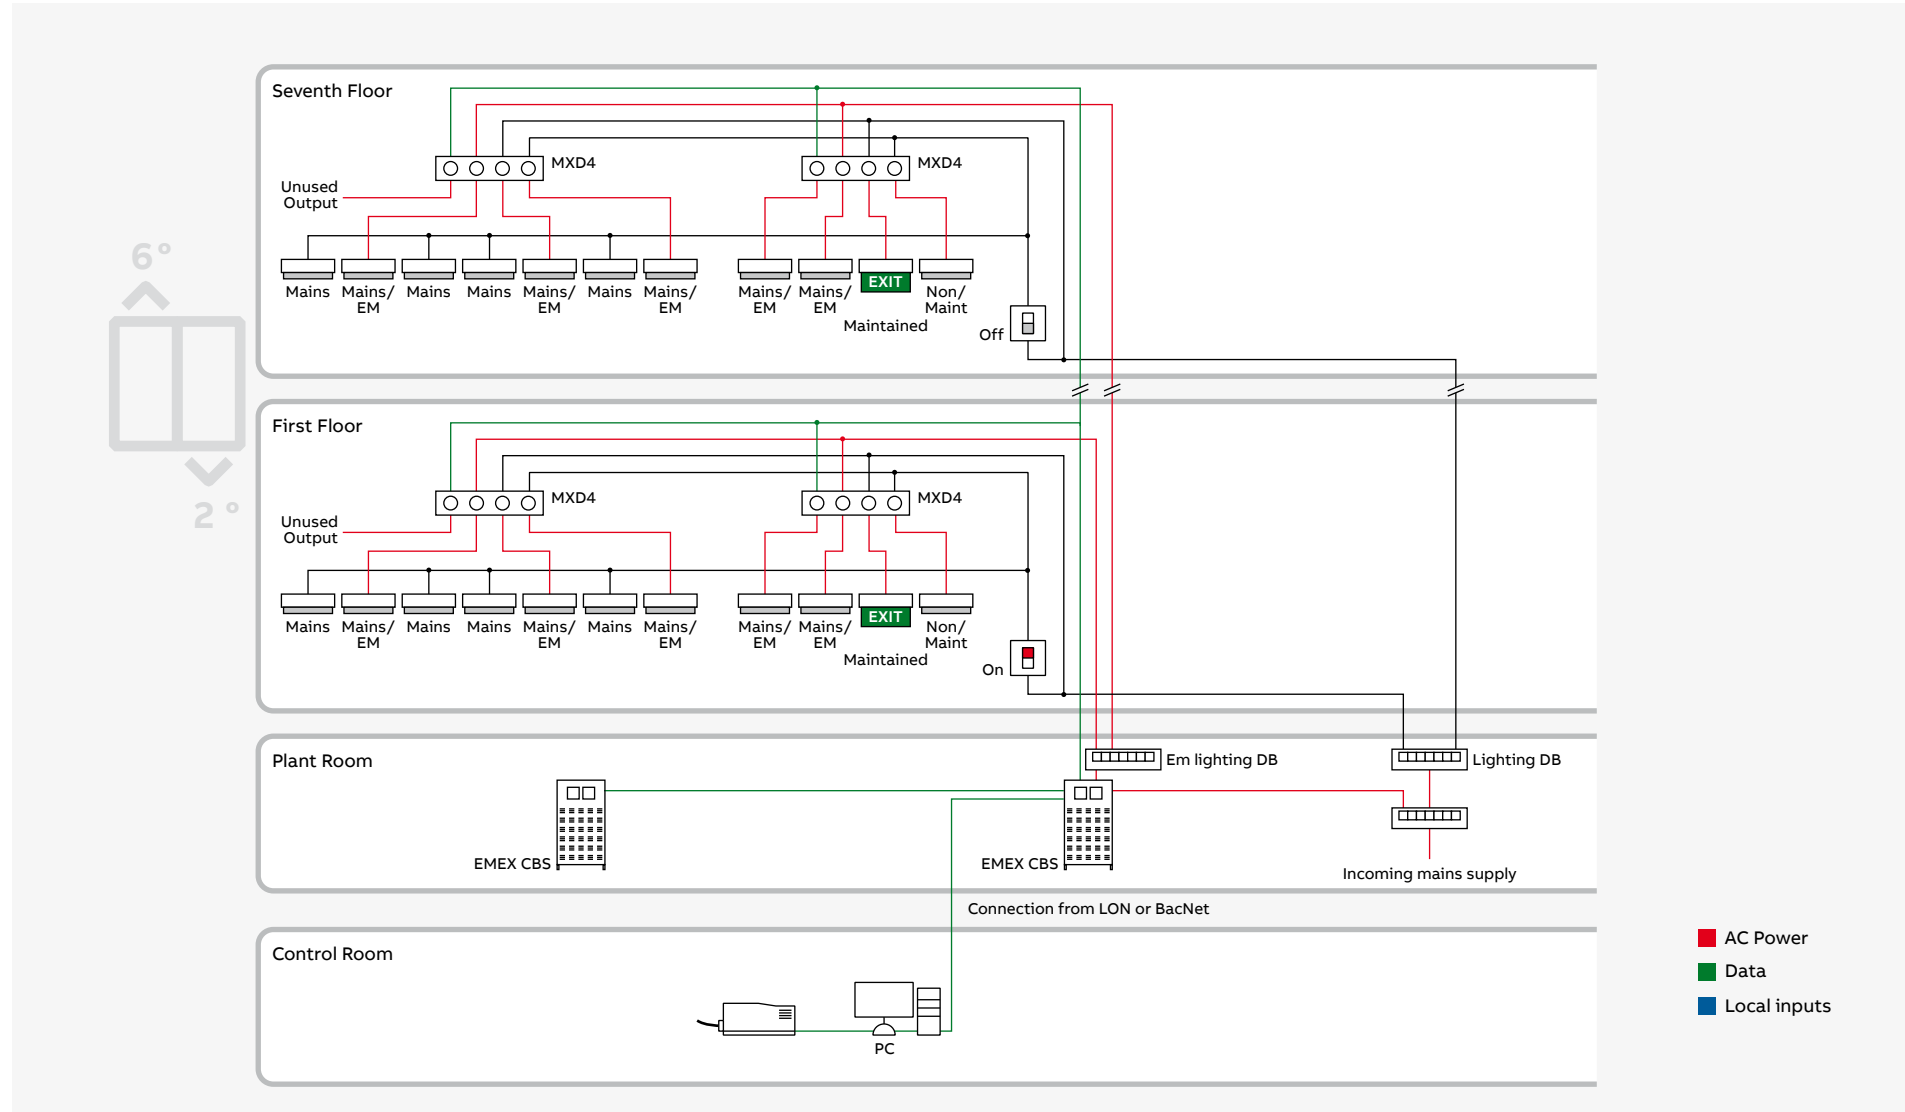 Seventh Floor
MXD4
MXD4
Unused
Output
6°
EXIT
Mains
Mains/
EM
Mains
Mains
Mains/
EM
Mains
Mains/
EM
Mains/
EM
Mains/
EM
Non/
Maint
Maintained
Off
First Floor
2 °
MXD4
MXD4
Unused
Output
EXIT
Mains
Mains/
EM
Mains
Mains
Mains/
EM
Mains
Mains/
EM
Mains/
EM
Mains/
EM
Non/
Maint
Maintained
On
Plant Room
Em lighting DB
Lighting DB
EMEX CBS
EMEX CBS
Incoming mains supply
Connection from LON or BacNet
Control Room
PC
AC Power
Data
Local inputs